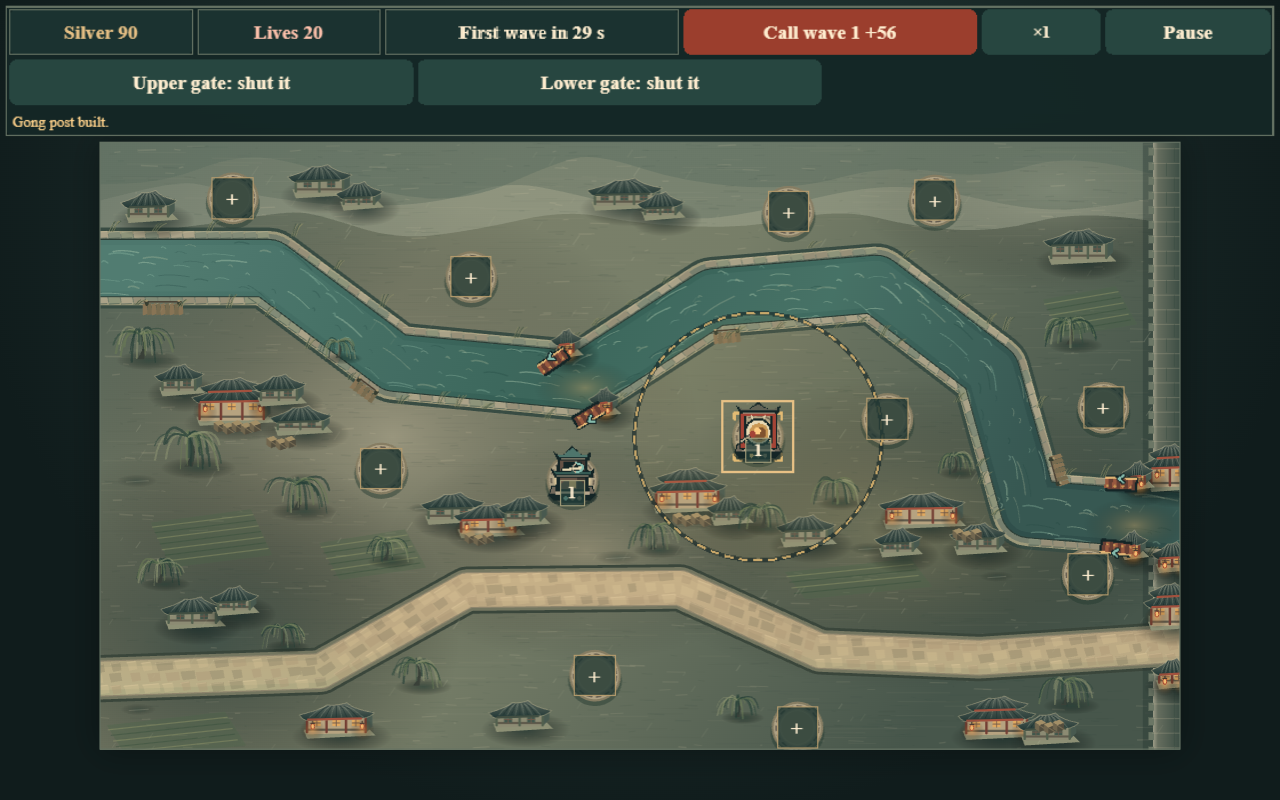 Silver 90
Lives 20
First wave in 29 s
Call wave 1 +56
×1
Pause
Upper gate: shut it
Lower gate: shut it
Gong post built.
+
+
+
+
+
+
+
1
+
1
+
+
+